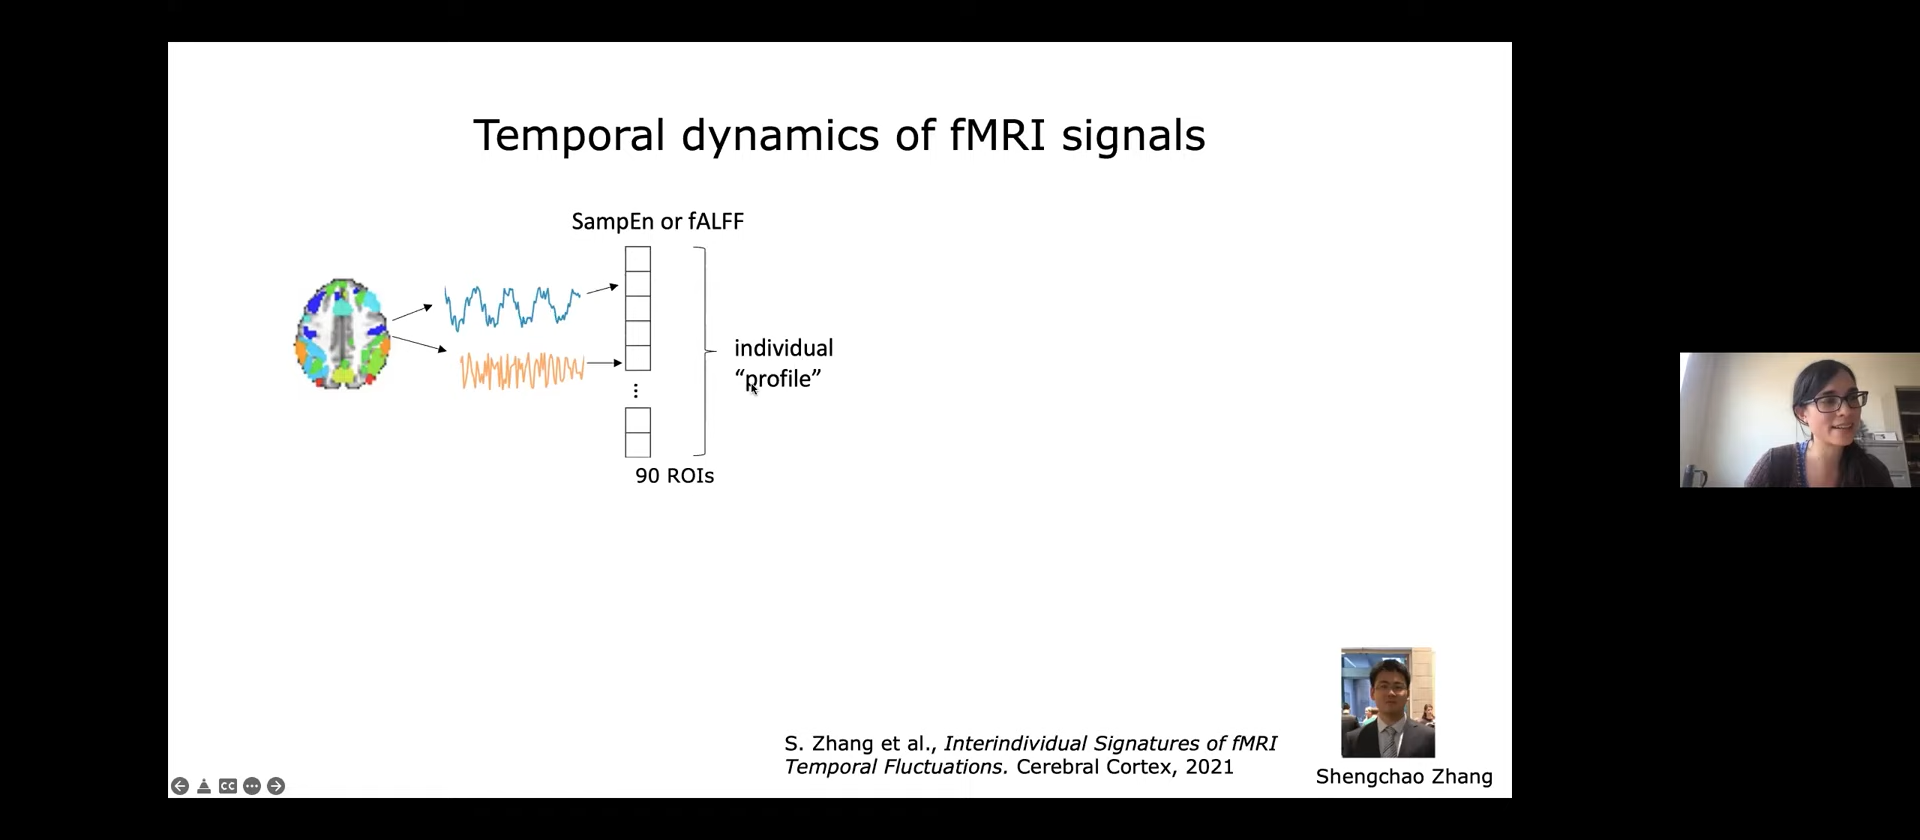 Temporal dynamics of fMRI signals
SampEn or fALFF
individual
“profile”
90 ROIs
S. Zhang et al., Interindividual Signatures of fMRI
Temporal Fluctuations. Cerebral Cortex, 2021
Shengchao Zhang
CC